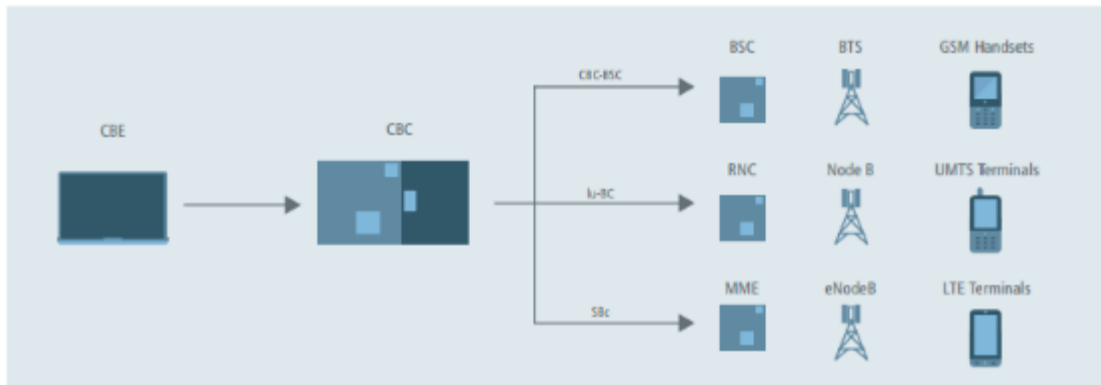 CBE
CBC
CBC-BSC
BSC
BTS
GSM Handsets
Iu-BC
RNC
Node B
UMTS Terminals
SBc
MME
eNodeB
LTE Terminals